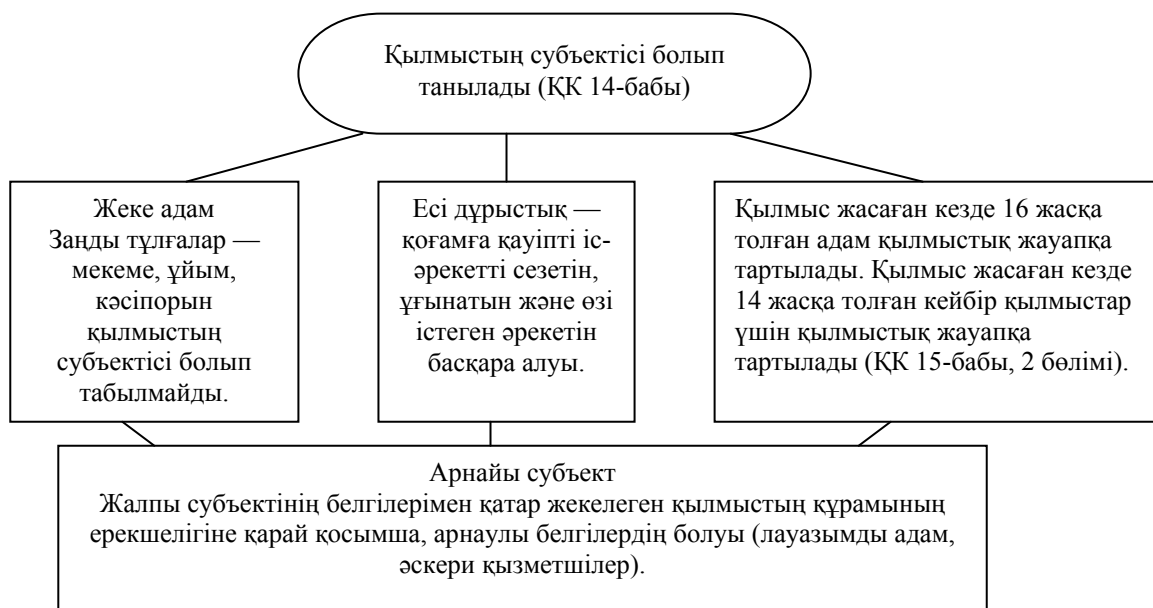 Қылмыстың субъектісі болып
танылады (ҚК 14-бабы)
Жеке адам
Заңды тұлғалар —
мекеме, ұйым,
кәсіпорын
қылмыстың
субъектісі болып
табылмайды.
Есі дұрыстық —
қоғамға қауіпті іс-
әрекетті сезетін,
ұғынатын және өзі
істеген әрекетін
басқара алуы.
Қылмыс жасаған кезде 16 жасқа
толған адам қылмыстық жауапқа
тартылады. Қылмыс жасаған кезде
14 жасқа толған кейбір қылмыстар
үшін қылмыстық жауапқа
тартылады (ҚК 15-бабы, 2 бөлімі).
Арнайы субъект
Жалпы субъектінің белгілерімен қатар жекелеген қылмыстың құрамының
ерекшелігіне қарай қосымша, арнаулы белгілердің болуы (лауазымды адам,
әскери қызметшілер).